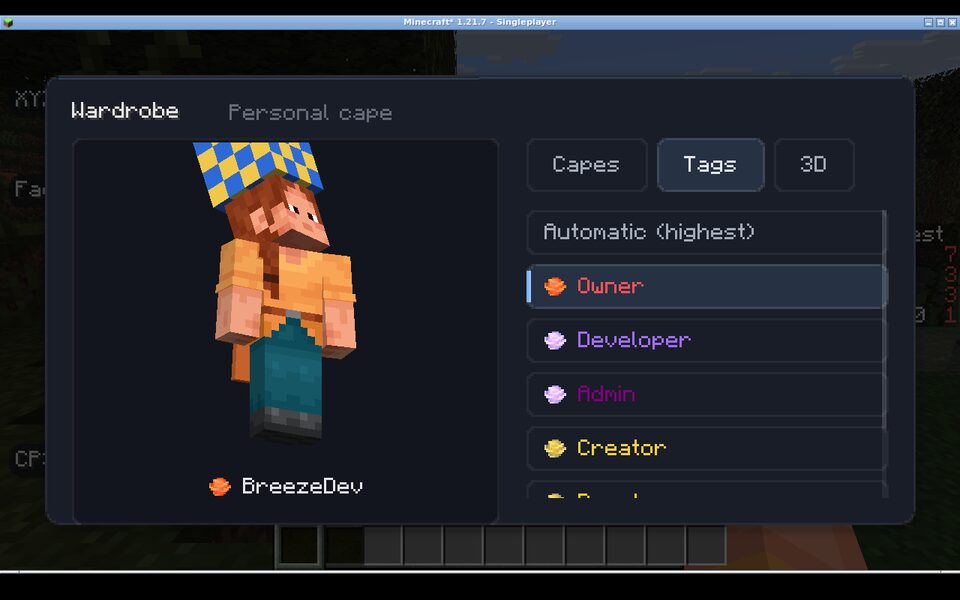 Minecraft* 1.21.7 - Singleplayer
Wardrobe
Personal cape
Capes
Tags
3D
Automatic (highest)
Owner
Developer
Admin
Creator
BreezeDev